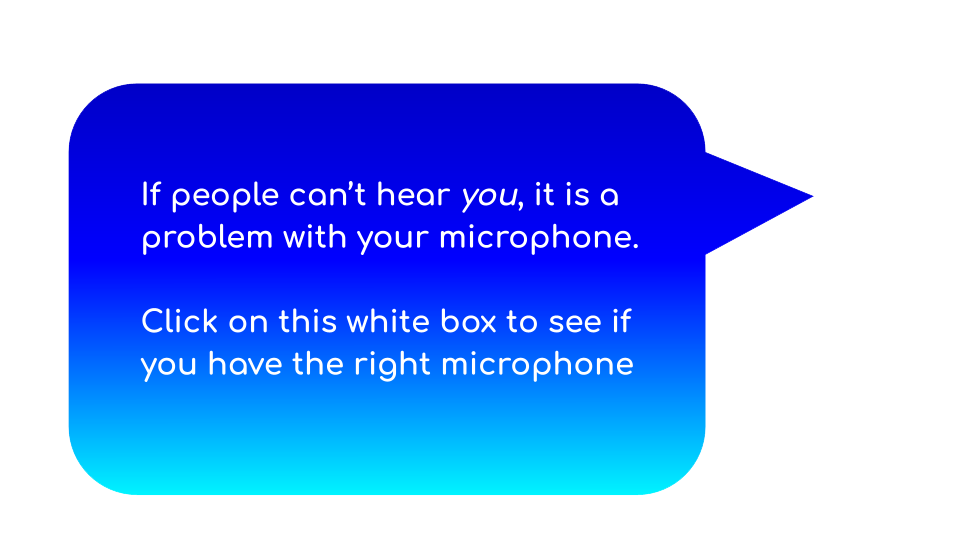 If people can’t hear you, it is a
problem with your microphone.
Click on this white box to see if
you have the right microphone